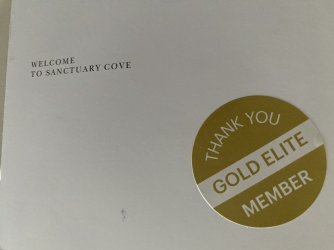 WELCOME
TO SANCTUARY COVE
THANK YOU
GOLD ELITE
MEMBER